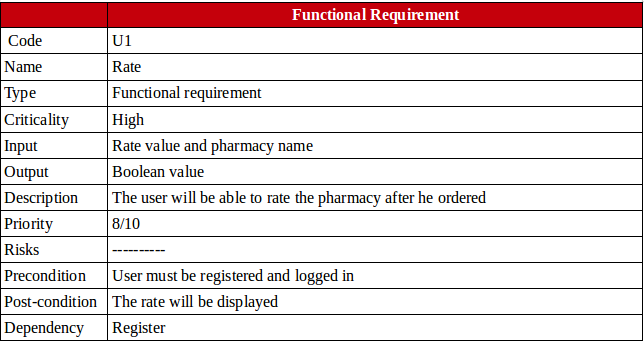 Functional Requirement
Code U1
Name Rate
Type Functional requirement
Criticality High
Input Rate value and pharmacy name
Output Boolean value
Description The user will be able to rate the pharmacy after he ordered
Priority 8/10
Risks ----------
Precondition User must be registered and logged in
Post-condition The rate will be displayed
Dependency Register